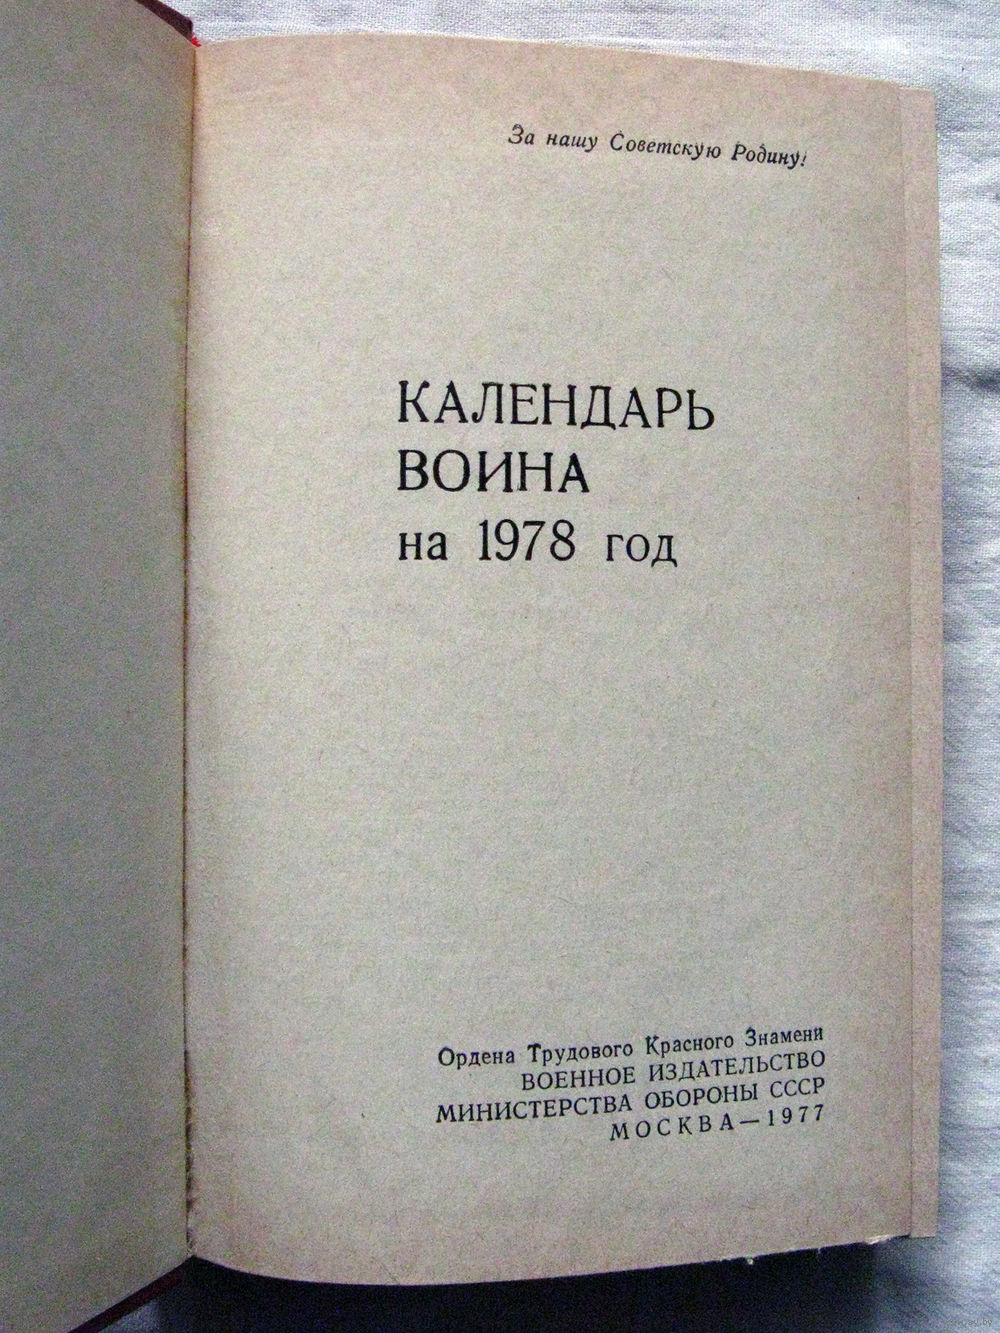 За нашу Советскую Родину!
КАЛЕНДАРЬ
ВОИНА
на 1978 год
Ордена Трудового Красного Знамени
ВОЕННОЕ ИЗДАТЕЛЬСТВО
МИНИСТЕРСТВА ОБОРОНЫ СССР
МОСКВА—1977